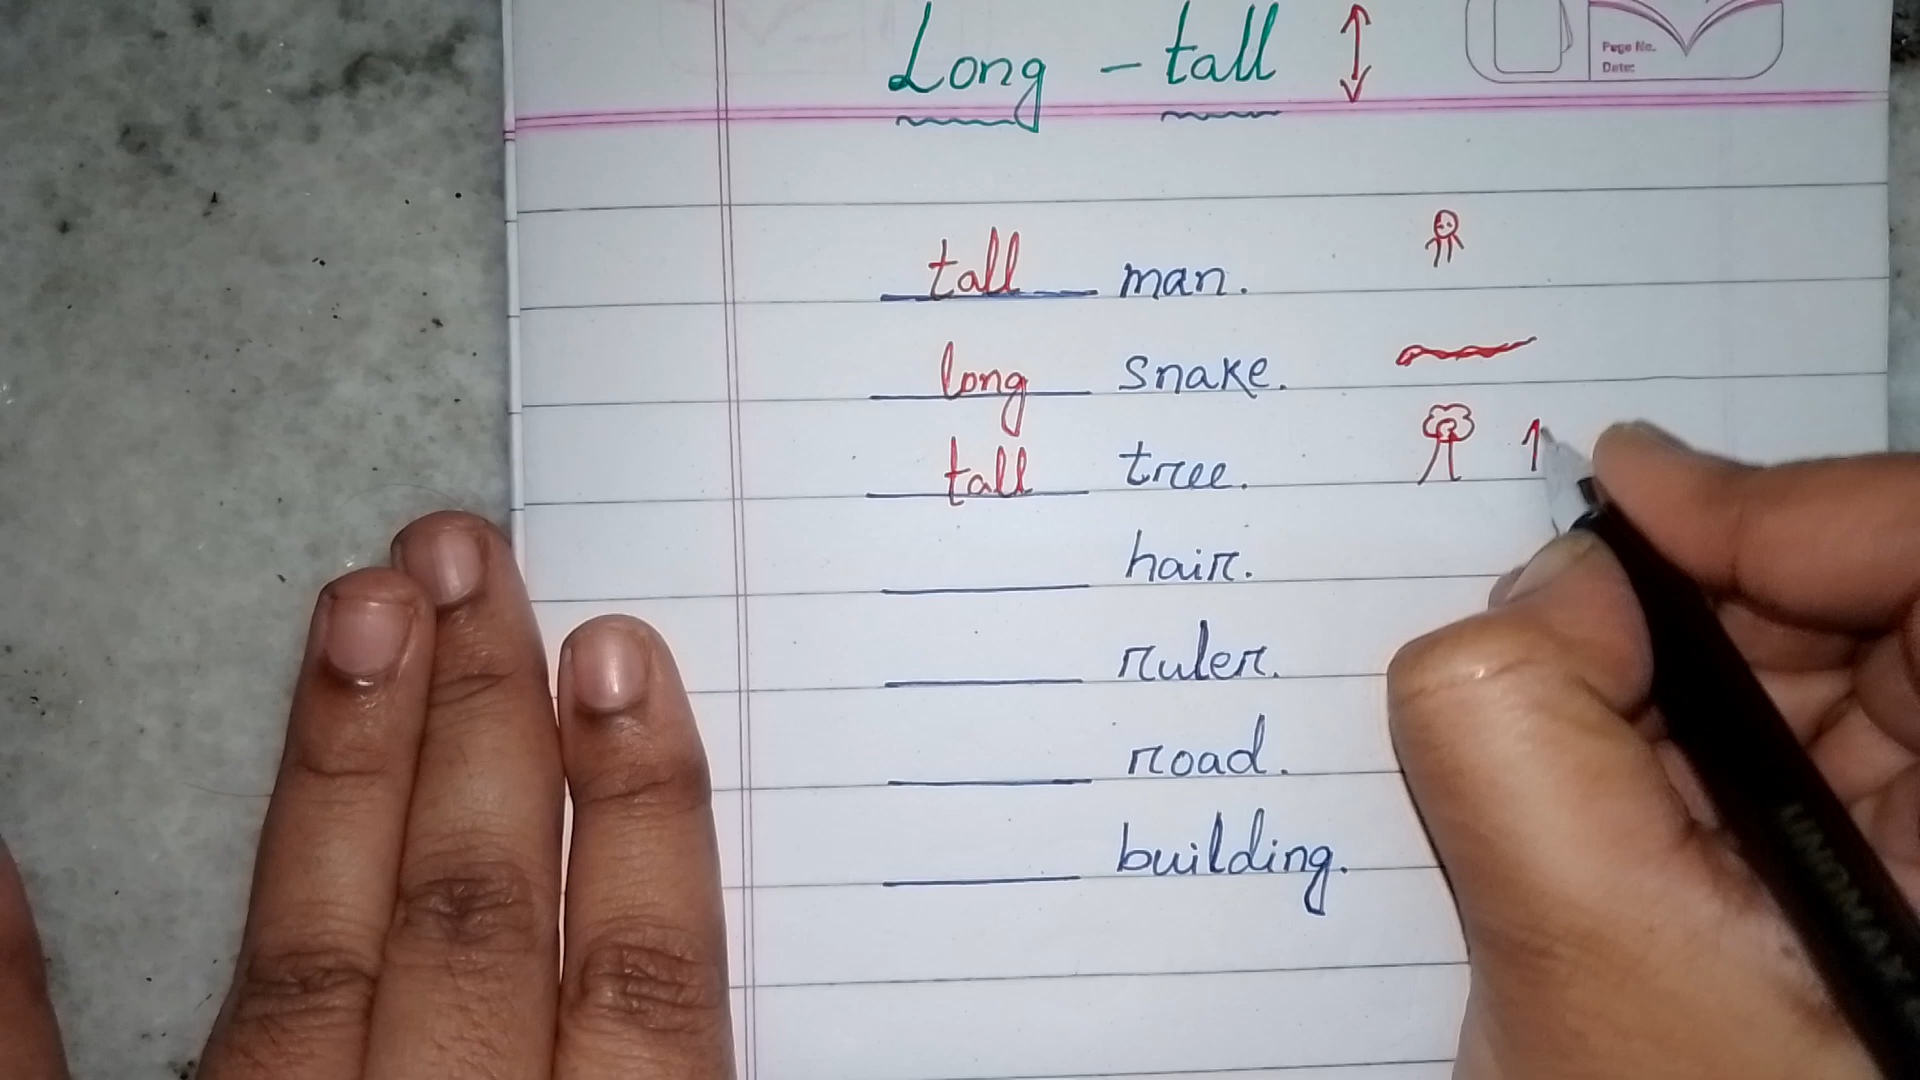 Long - tall
Page No.
Date:
tall man.
long snake.
tall tree.
hair.
ruler.
road.
building.